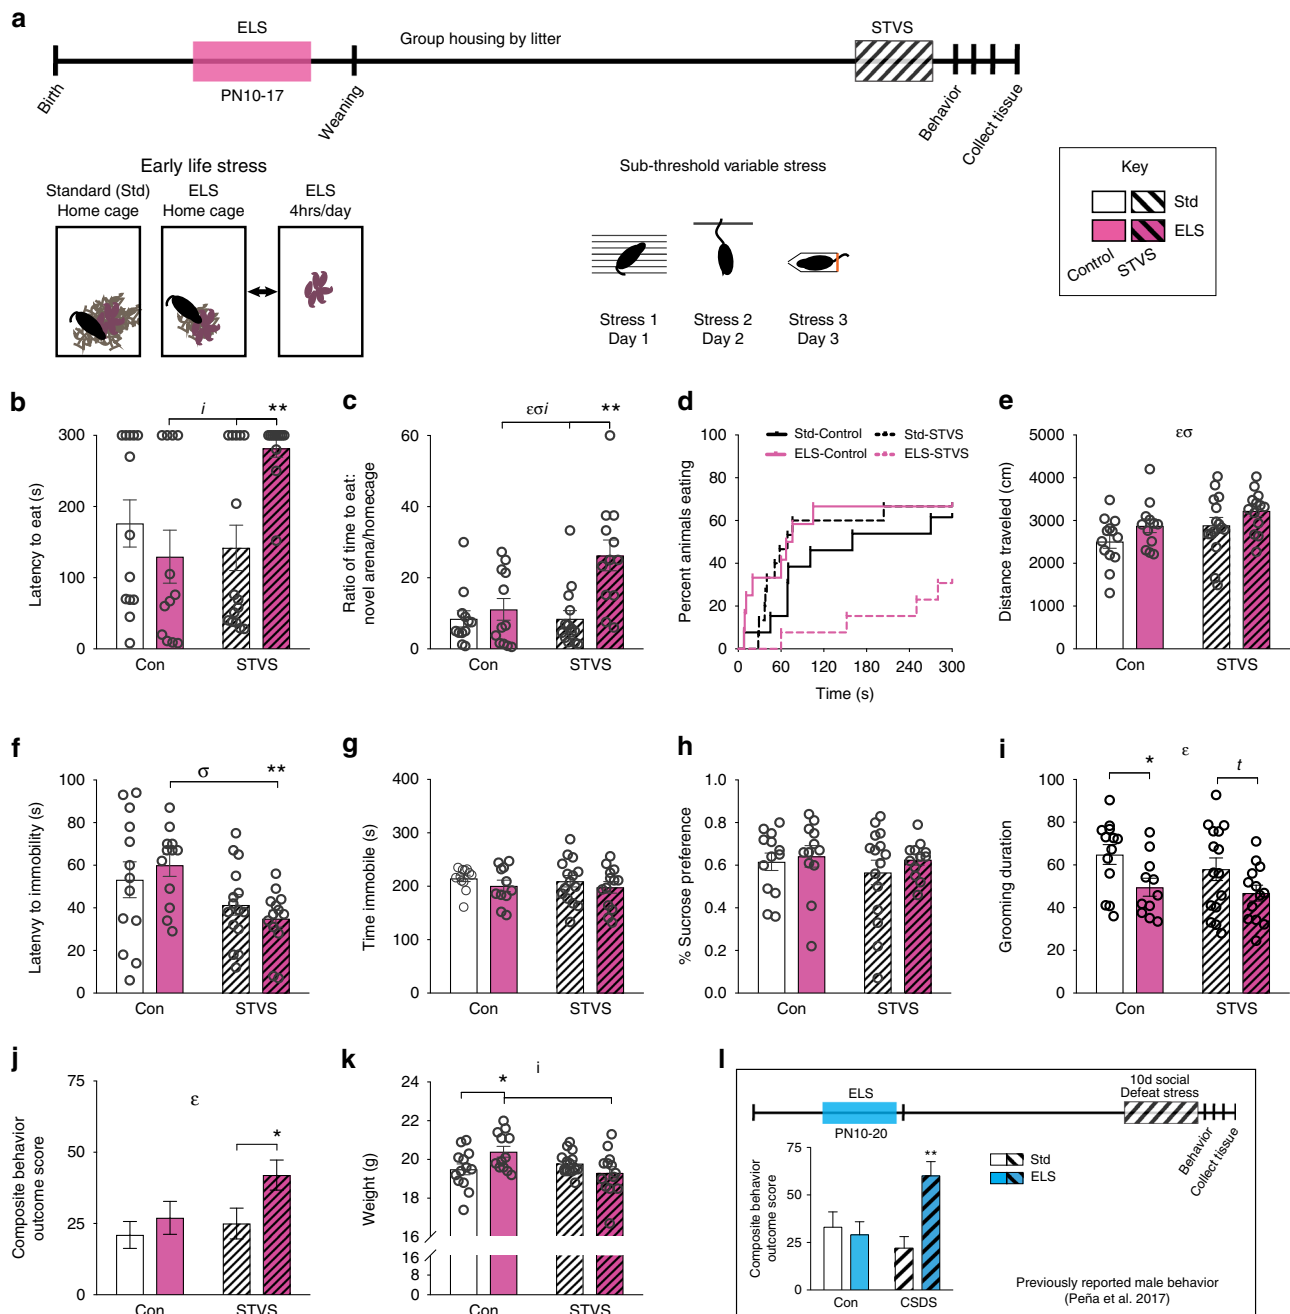 a
ELS
Group housing by litter
STVS
Birth
PN10-17
Weaning
Behavior
Collect tissue
Early life stress
Standard (Std)
Home cage
ELS
Home cage
ELS
4hrs/day
Sub-threshold variable stress
Stress 1
Day 1
Stress 2
Day 2
Stress 3
Day 3
Key
Std
ELS
Control
STVS
b
i
**
Latency to eat (s)
300
200
100
0
Con
STVS
c
εσi
**
Ratio of time to eat:
novel arena/homecage
60
40
20
0
Con
STVS
d
Std-Control
Std-STVS
ELS-Control
ELS-STVS
Percent animals eating
100
80
60
40
20
0
0 60 120 180 240 300
Time (s)
e
εσ
Distance traveled (cm)
5000
4000
3000
2000
1000
0
Con
STVS
f
σ
**
Latenvy to immobility (s)
100
80
60
40
20
0
Con
STVS
g
Time immobile (s)
400
300
200
100
0
Con
STVS
h
% Sucrose preference
1.0
0.8
0.6
0.4
0.2
0.0
Con
STVS
i
ε
*
t
Grooming duration
100
80
60
40
20
0
Con
STVS
j
ε
*
Composite behavior
outcome score
75
50
25
0
Con
STVS
k
i
*
Weight (g)
24
22
20
18
16
16
8
0
Con
STVS
l
ELS
PN10-20
10d social
Defeat stress
Behavior
Collect tissue
Composite behavior
outcome score
75
50
25
0
**
Con
CSDS
Std
ELS
Previously reported male behavior
(Peña et al. 2017)